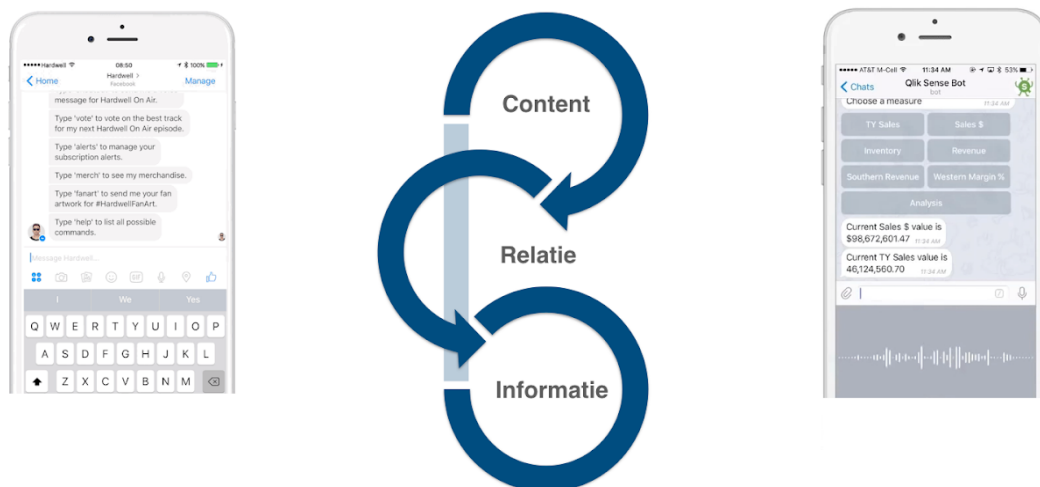 •••••Hardwell 08:50 100%
Home
Hardwell >
Facebook
Manage
message for Hardwell On Air.
Type 'vote' to vote on the best track
for my next Hardwell On Air episode.
Type 'alerts' to manage your
subscription alerts.
Type 'merch' to see my merchandise.
Type 'fanart' to send me your fan
artwork for #HardwellFanArt.
Type 'help' to list all possible
commands.
Message Hardwell...
GIF
I We Yes
Q W E R T Y U I O P
A S D F G H J K L
Z X C V B N M
Content
Relatie
Informatie
•••••AT&T M-Cell 11:34 AM 53%
Chats
Qlik Sense Bot
bot
Choose a measure 11:34 AM
TY Sales Sales $
Inventory Revenue
Southern Revenue Western Margin %
Analysis
Current Sales $ value is
$98,672,601.47 11:34 AM
Current TY Sales value is
46,124,560.70 11:34 AM